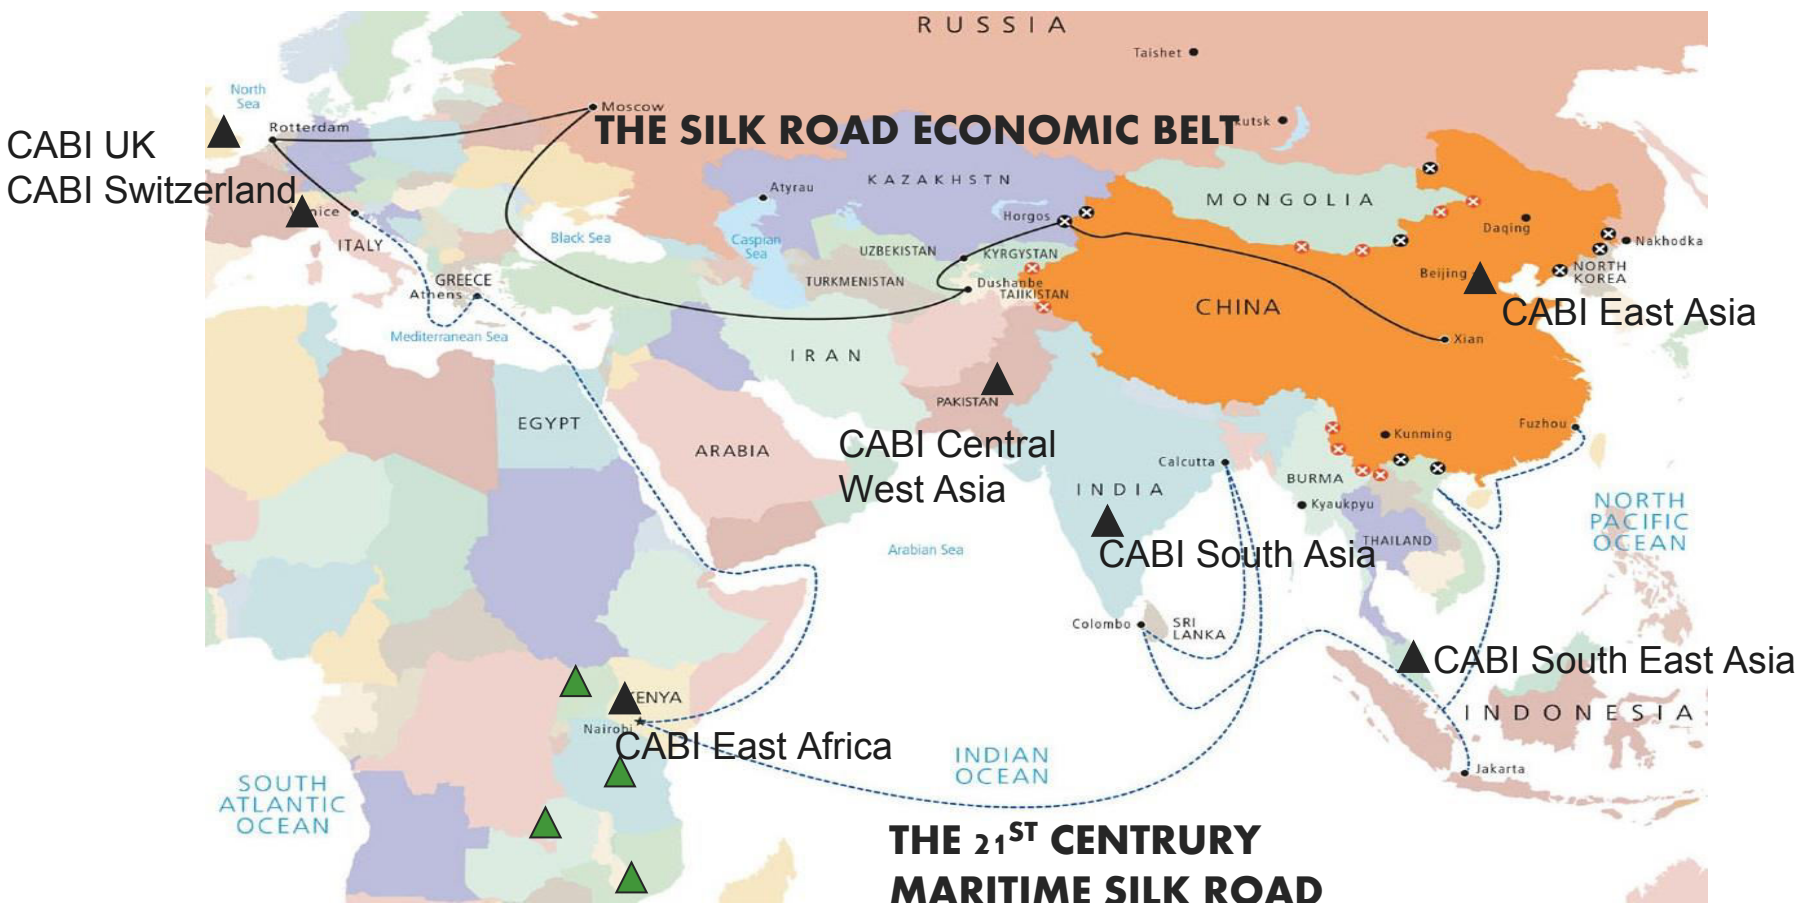 RUSSIA
Taishet
North
Sea
Moscow
Rotterdam
THE SILK ROAD ECONOMIC BELT
kutsk
CABI UK
CABI Switzerland
KAZAKHSTN
Atyrau
MONGOLIA
Venice
Horgos
Daqing
Nakhodka
ITALY
Black Sea
Caspian
Sea
UZBEKISTAN
KYRGYSTAN
NORTH
KOREA
Beijing
GREECE
Athens
TURKMENISTAN
Dushanbe
TAJIKISTAN
CHINA
CABI East Asia
Mediterranean Sea
Xian
IRAN
PAKISTAN
EGYPT
Fuzhou
Kunming
ARABIA
CABI Central
West Asia
Calcutta
INDIA
BURMA
Kyaukpyu
NORTH
PACIFIC
OCEAN
Arabian Sea
THAILAND
CABI South Asia
Colombo
SRI
LANKA
CABI South East Asia
KENYA
INDONESIA
Nairobi
CABI East Africa
INDIAN
OCEAN
Jakarta
SOUTH
ATLANTIC
OCEAN
THE 21ST CENTRURY
MARITIME SILK ROAD